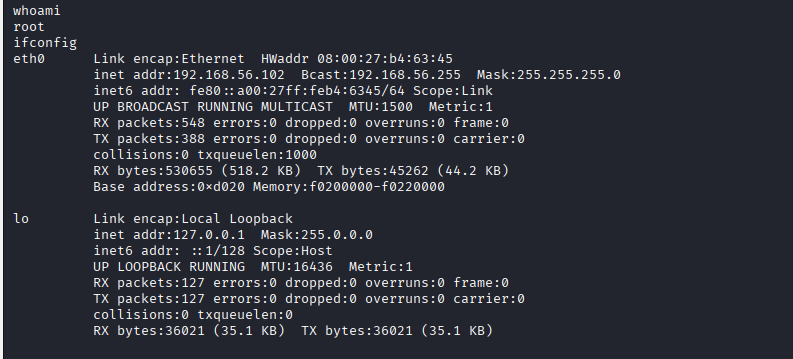 whoami
root
ifconfig
eth0      Link encap:Ethernet  HWaddr 08:00:27:b4:63:45
          inet addr:192.168.56.102  Bcast:192.168.56.255  Mask:255.255.255.0
          inet6 addr: fe80::a00:27ff:feb4:6345/64 Scope:Link
          UP BROADCAST RUNNING MULTICAST  MTU:1500  Metric:1
          RX packets:548 errors:0 dropped:0 overruns:0 frame:0
          TX packets:388 errors:0 dropped:0 overruns:0 carrier:0
          collisions:0 txqueuelen:1000
          RX bytes:530655 (518.2 KB)  TX bytes:45262 (44.2 KB)
          Base address:0×d020 Memory:f0200000-f0220000

lo        Link encap:Local Loopback
          inet addr:127.0.0.1  Mask:255.0.0.0
          inet6 addr: ::1/128 Scope:Host
          UP LOOPBACK RUNNING  MTU:16436  Metric:1
          RX packets:127 errors:0 dropped:0 overruns:0 frame:0
          TX packets:127 errors:0 dropped:0 overruns:0 carrier:0
          collisions:0 txqueuelen:0
          RX bytes:36021 (35.1 KB)  TX bytes:36021 (35.1 KB)